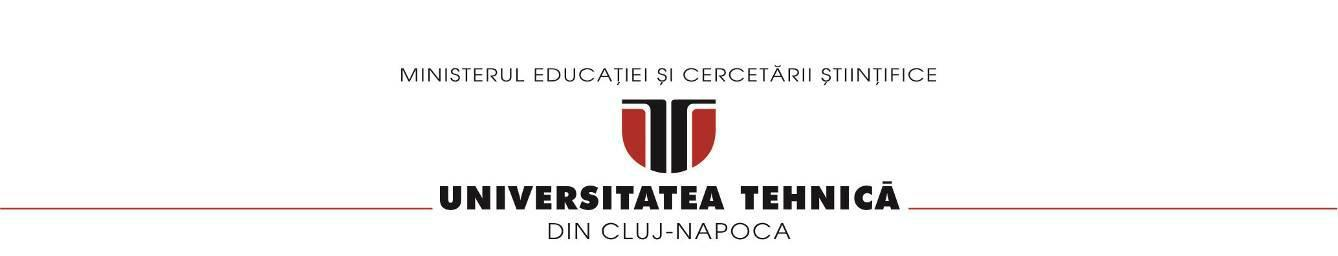 MINISTERUL EDUCAȚIEI ȘI CERCETĂRII ȘTIINȚIFICE
UNIVERSITATEA TEHNICĂ
DIN CLUJ-NAPOCA